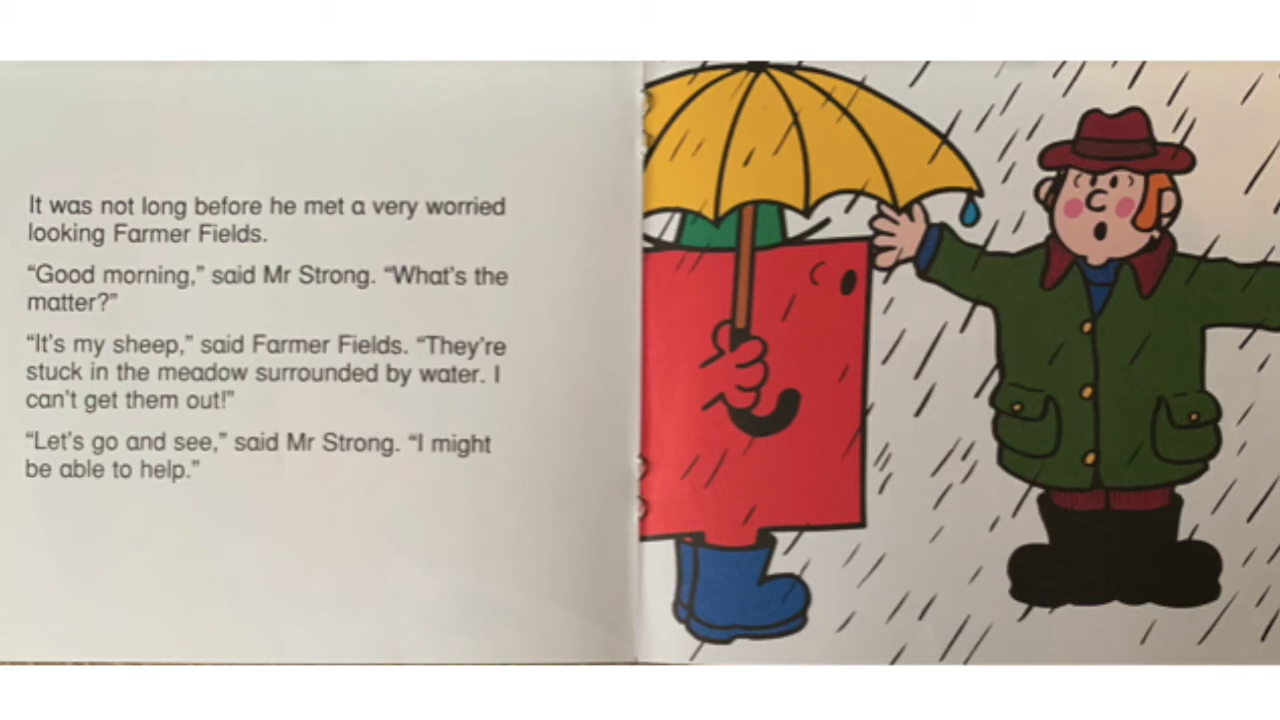 It was not long before he met a very worried
looking Farmer Fields.
“Good morning,” said Mr Strong. “What’s the
matter?”
“It’s my sheep,” said Farmer Fields. “They’re
stuck in the meadow surrounded by water. I
can’t get them out!”
“Let’s go and see,” said Mr Strong. “I might
be able to help.”